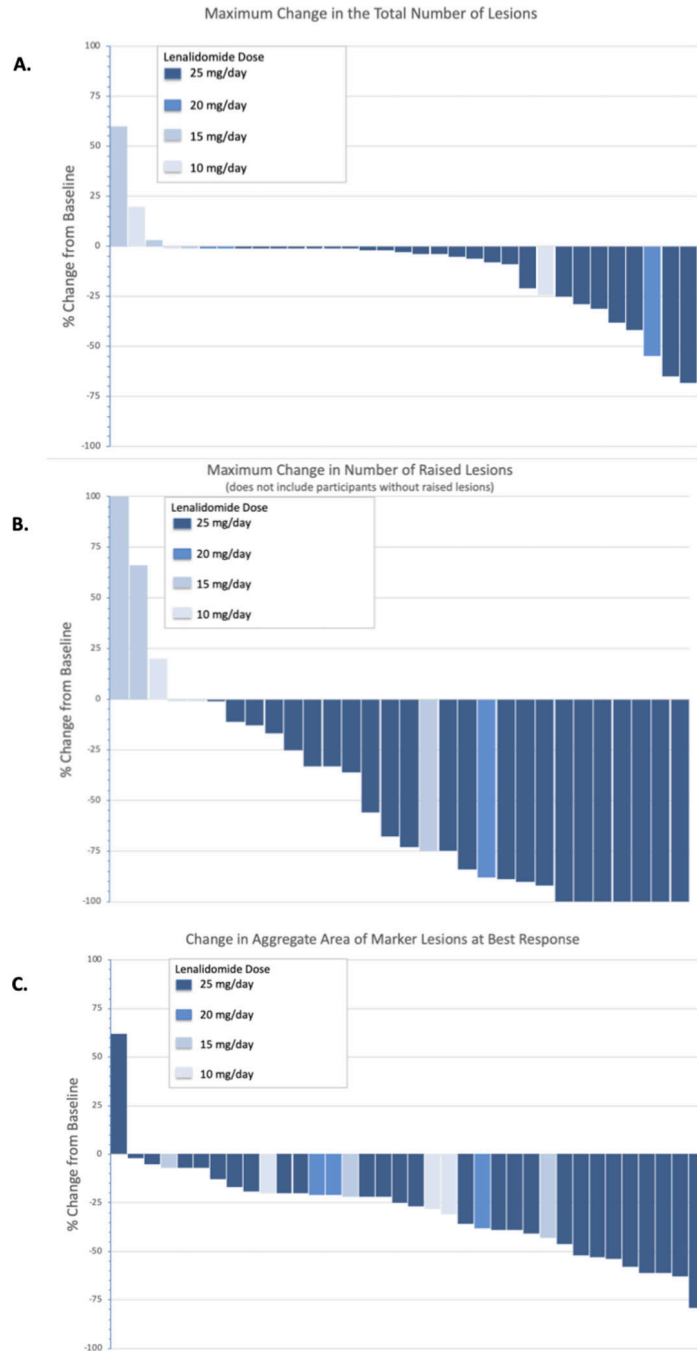 Maximum Change in the Total Number of Lesions
A.
% Change from Baseline
100
75
50
25
0
-25
-50
-75
-100
Lenalidomide Dose
25 mg/day
20 mg/day
15 mg/day
10 mg/day
Maximum Change in Number of Raised Lesions
(does not include participants without raised lesions)
B.
% Change from Baseline
100
75
50
25
0
-25
-50
-75
-100
Lenalidomide Dose
25 mg/day
20 mg/day
15 mg/day
10 mg/day
Change in Aggregate Area of Marker Lesions at Best Response
C.
% Change from Baseline
100
75
50
25
0
-25
-50
-75
-100
Lenalidomide Dose
25 mg/day
20 mg/day
15 mg/day
10 mg/day